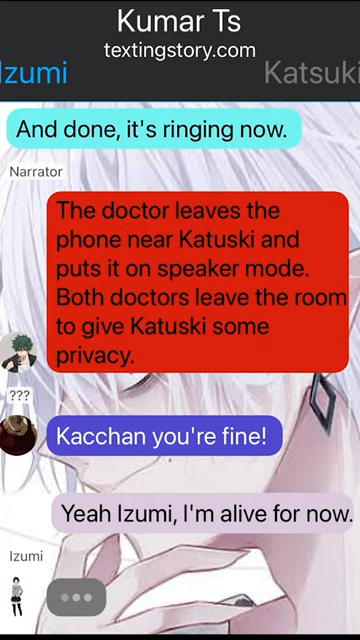 Kumar Ts
textingstory.com
Izumi
Katsuki
And done, it's ringing now.
Narrator
The doctor leaves the
phone near Katuski and
puts it on speaker mode.
Both doctors leave the room
to give Katuski some
privacy.
???
Kacchan you're fine!
Yeah Izumi, I'm alive for now.
Izumi